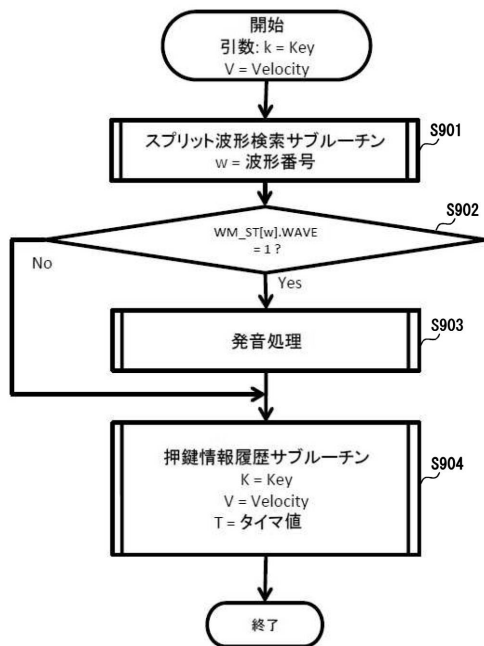 開始
引数: k = Key
V = Velocity
スプリット波形検索サブルーチン
w = 波形番号
S901
WM_ST[w].WAVE
= 1 ?
S902
No
Yes
発音処理
S903
押鍵情報履歴サブルーチン
K = Key
V = Velocity
T = タイマ値
S904
終了